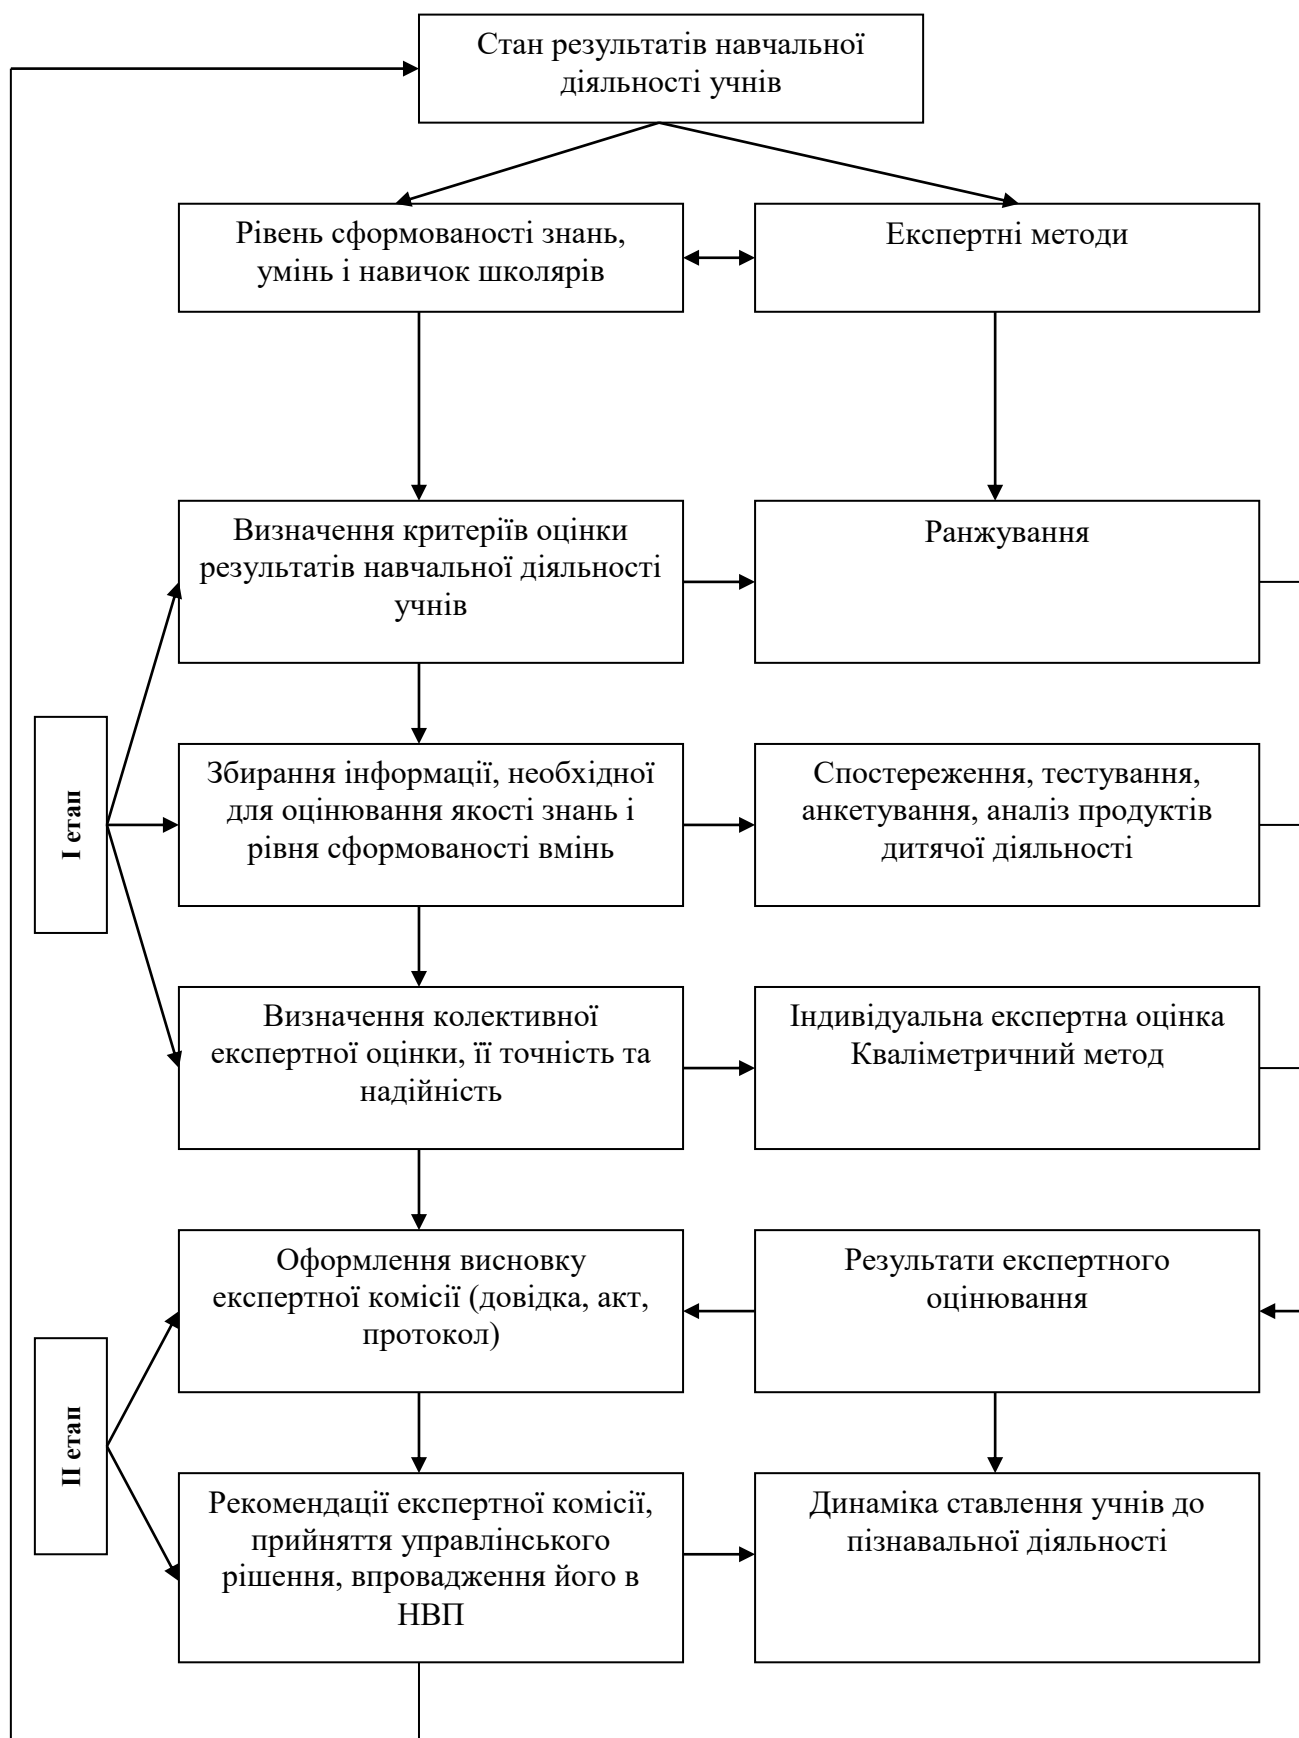 Стан результатів навчальної
діяльності учнів
Рівень сформованості знань,
умінь і навичок школярів
Експертні методи
Визначення критеріїв оцінки
результатів навчальної діяльності
учнів
Ранжування
І етап
Збирання інформації, необхідної
для оцінювання якості знань і
рівня сформованості вмінь
Спостереження, тестування,
анкетування, аналіз продуктів
дитячої діяльності
Визначення колективної
експертної оцінки, її точність та
надійність
Індивідуальна експертна оцінка
Кваліметричний метод
Оформлення висновку
експертної комісії (довідка, акт,
протокол)
Результати експертного
оцінювання
ІІ етап
Рекомендації експертної комісії,
прийняття управлінського
рішення, впровадження його в
НВП
Динаміка ставлення учнів до
пізнавальної діяльності